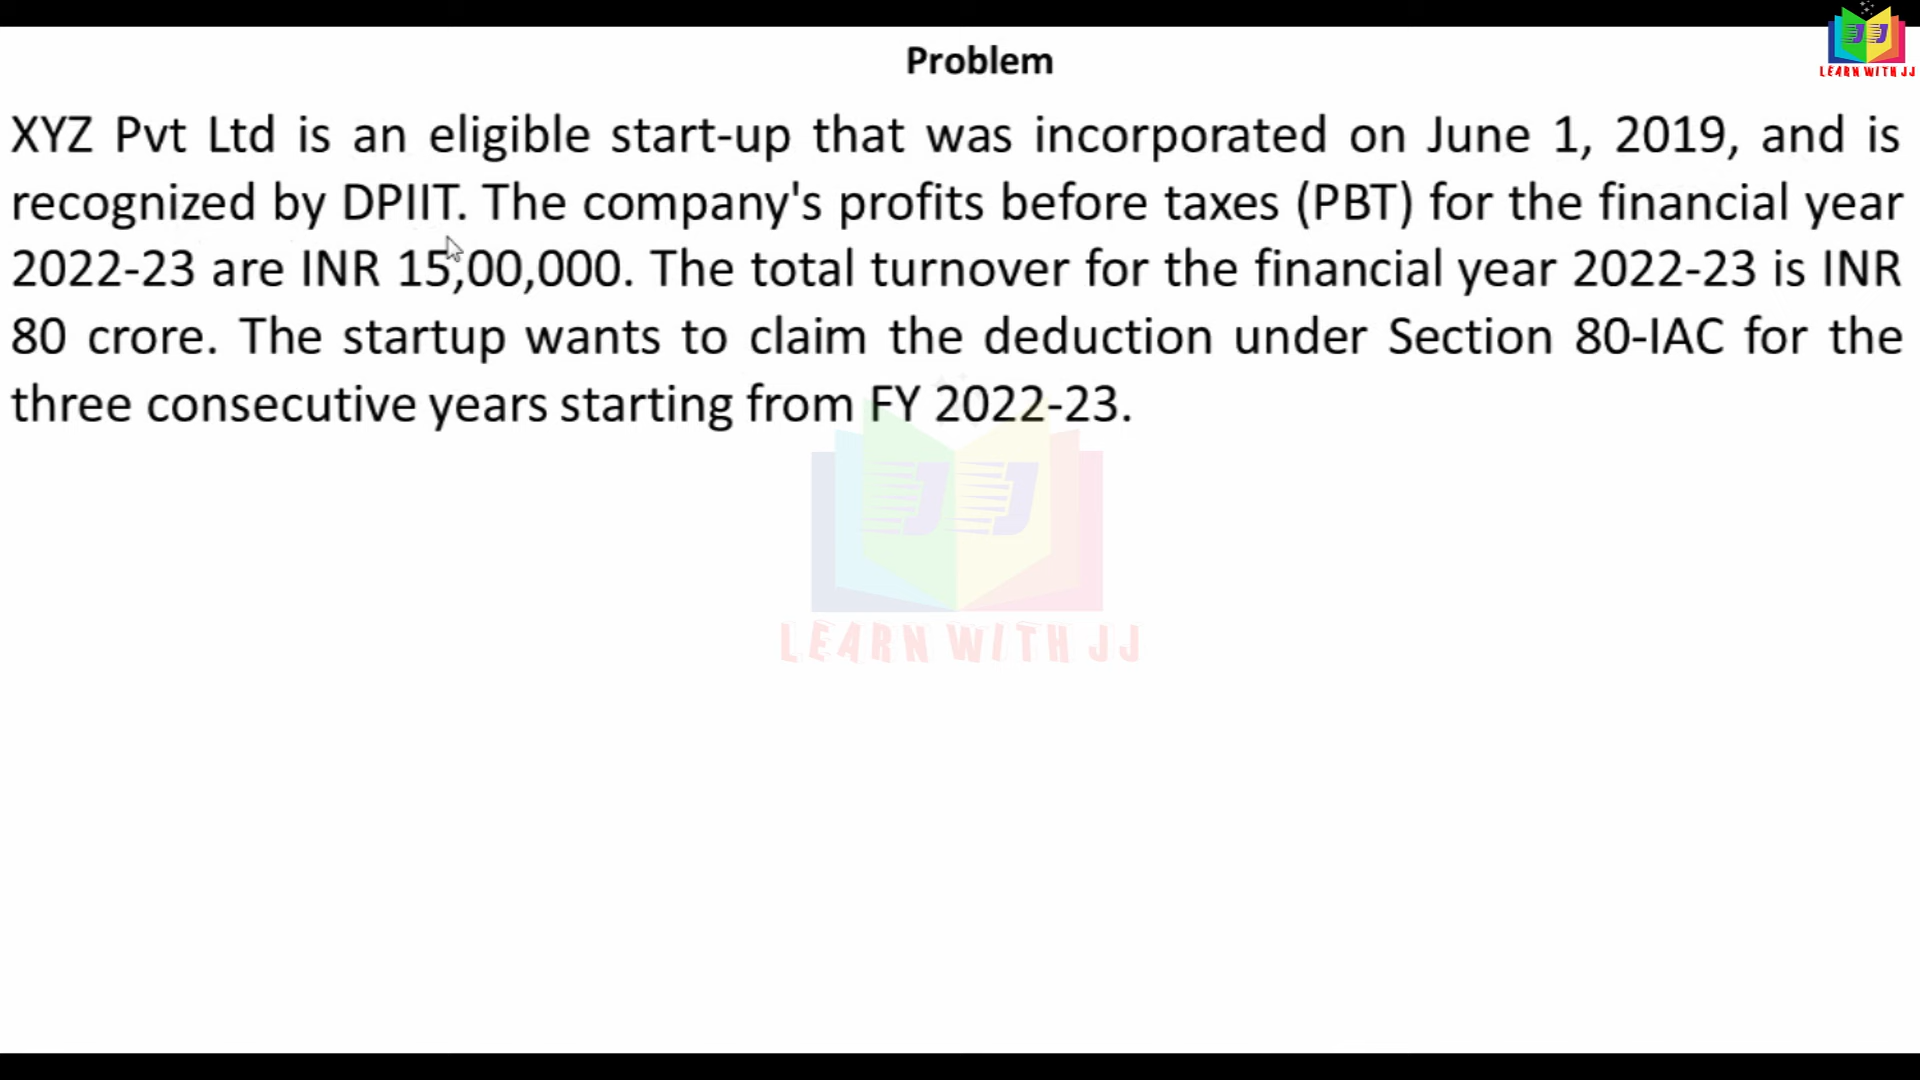 Problem
LEARN WITH JJ
XYZ Pvt Ltd is an eligible start-up that was incorporated on June 1, 2019, and is
recognized by DPIIT. The company's profits before taxes (PBT) for the financial year
2022-23 are INR 15,00,000. The total turnover for the financial year 2022-23 is INR
80 crore. The startup wants to claim the deduction under Section 80-IAC for the
three consecutive years starting from FY 2022-23.
JJ
LEARN WITH JJ